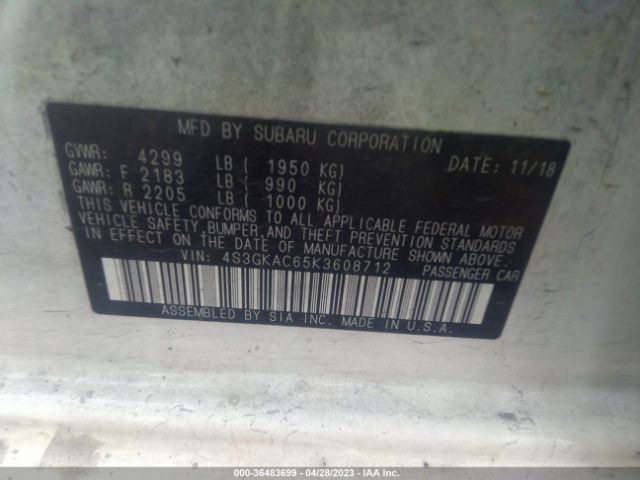 MFD BY SUBARU CORPORATION
GVWR: 4299 LB ( 1950 KG) DATE: 11/18
GAWR: F 2183 LB ( 990 KG)
GAWR: R 2205 LB ( 1000 KG)
THIS VEHICLE CONFORMS TO ALL APPLICABLE FEDERAL MOTOR
VEHICLE SAFETY,BUMPER,AND THEFT PREVENTION STANDARDS
IN EFFECT ON THE DATE OF MANUFACTURE SHOWN ABOVE.
VIN: 4S3GKAC65K3608712 PASSENGER CAR
ASSEMBLED BY SIA INC. MADE IN U.S.A.
000-36483699 - 04/28/2023 - IAA Inc.